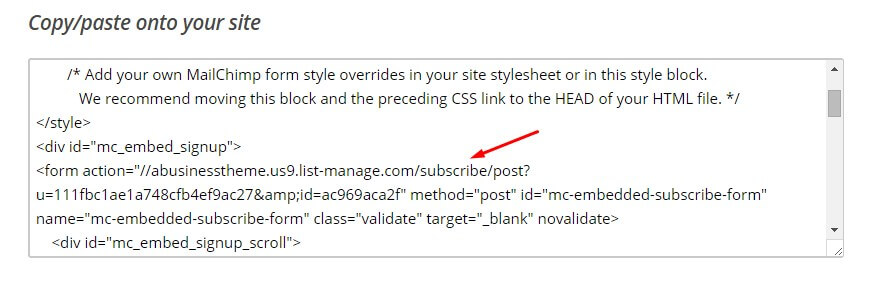 Copy/paste onto your site
/* Add your own MailChimp form style overrides in your site stylesheet or in this style block.
We recommend moving this block and the preceding CSS link to the HEAD of your HTML file. */
</style>
<div id="mc_embed_signup">
<form action="//abusinesstheme.us9.list-manage.com/subscribe/post?
u=111fbc1ae1a748cfb4ef9ac27&amp;id=ac969aca2f" method="post" id="mc-embedded-subscribe-form"
name="mc-embedded-subscribe-form" class="validate" target="_blank" novalidate>
<div id="mc_embed_signup_scroll">